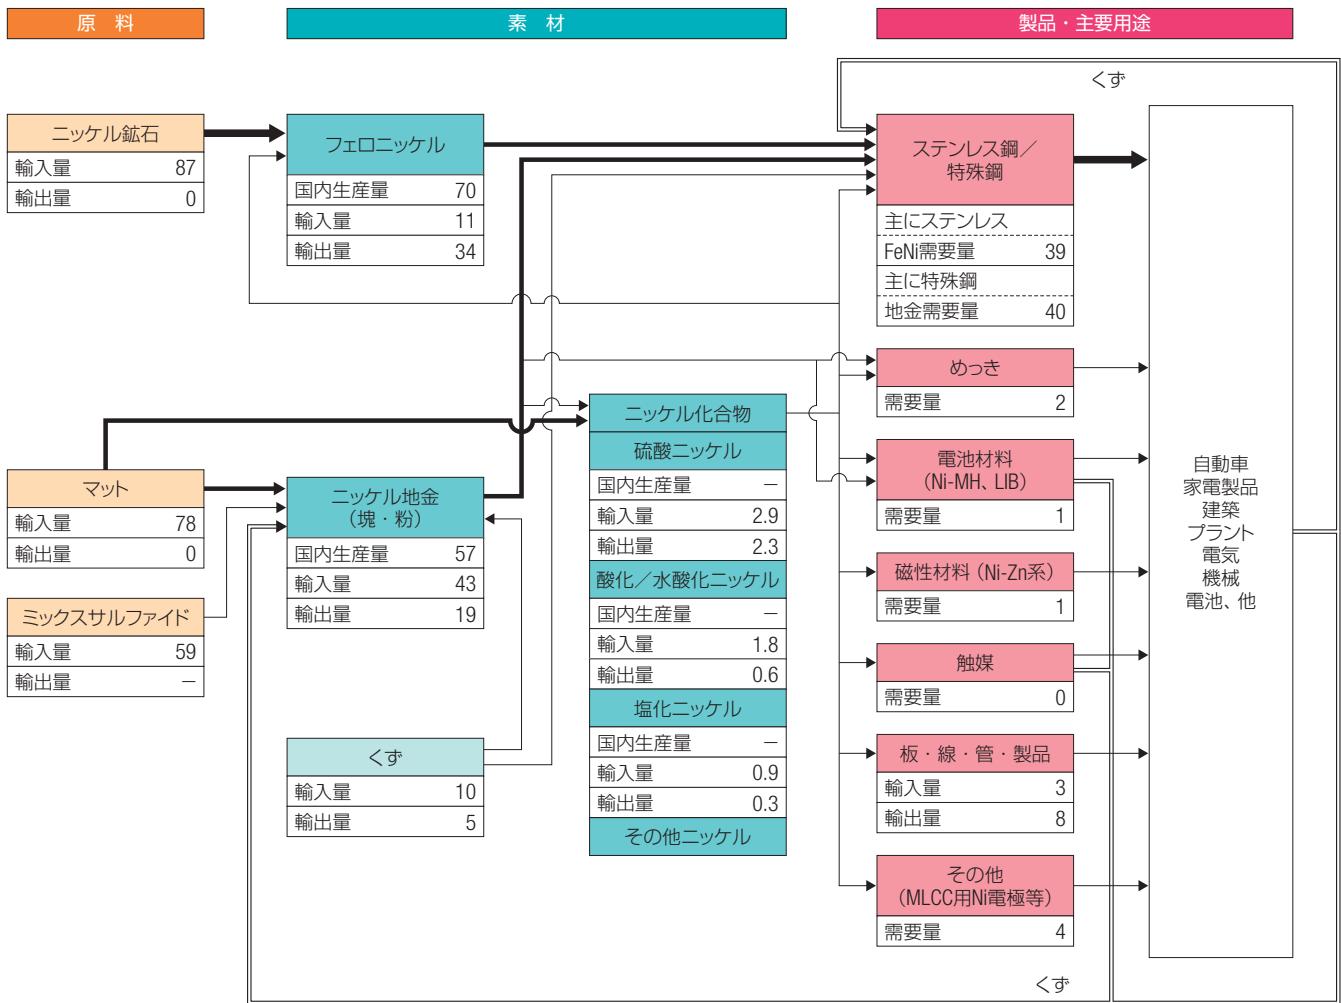 原　料
素　材
製品・主要用途
くず
ニッケル鉱石
輸入量 87
輸出量 0
フェロニッケル
国内生産量 70
輸入量 11
輸出量 34
ステンレス鋼／
特殊鋼
主にステンレス
FeNi需要量 39
主に特殊鋼
地金需要量 40
めっき
需要量 2
マット
輸入量 78
輸出量 0
ミックスサルファイド
輸入量 59
輸出量 －
ニッケル地金
（塊・粉）
国内生産量 57
輸入量 43
輸出量 19
くず
輸入量 10
輸出量 5
ニッケル化合物
硫酸ニッケル
国内生産量 －
輸入量 2.9
輸出量 2.3
酸化／水酸化ニッケル
国内生産量 －
輸入量 1.8
輸出量 0.6
塩化ニッケル
国内生産量 －
輸入量 0.9
輸出量 0.3
その他ニッケル
電池材料
（Ni-MH、LIB）
需要量 1
磁性材料（Ni-Zn系）
需要量 1
触媒
需要量 0
板・線・管・製品
輸入量 3
輸出量 8
その他
（MLCC用Ni電極等）
需要量 4
自動車
家電製品
建築
プラント
電気
機械
電池、他
くず